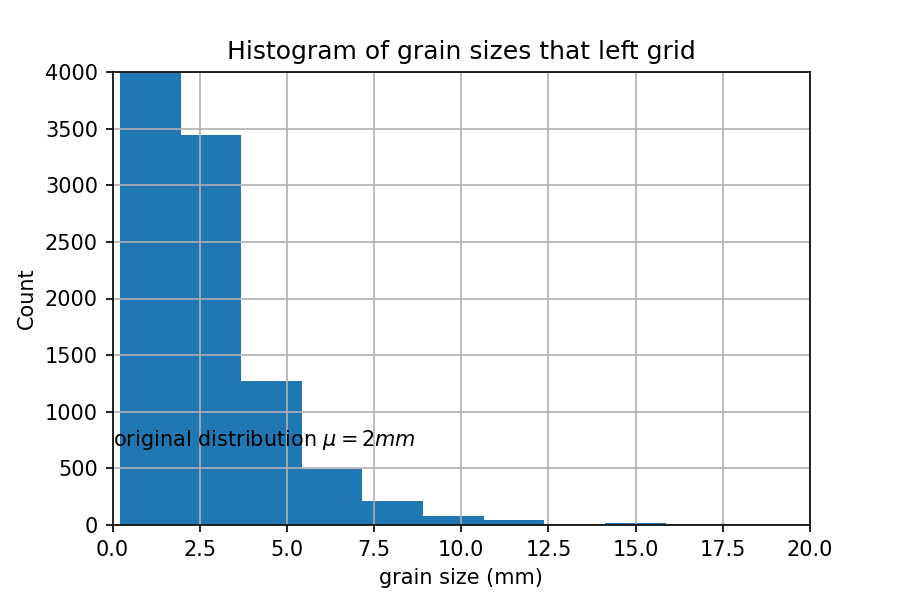 Histogram of grain sizes that left grid
4000
3500
3000
2500
2000
1500
1000
500
0
Count
original distribution μ = 2mm
0.0 2.5 5.0 7.5 10.0 12.5 15.0 17.5 20.0
grain size (mm)